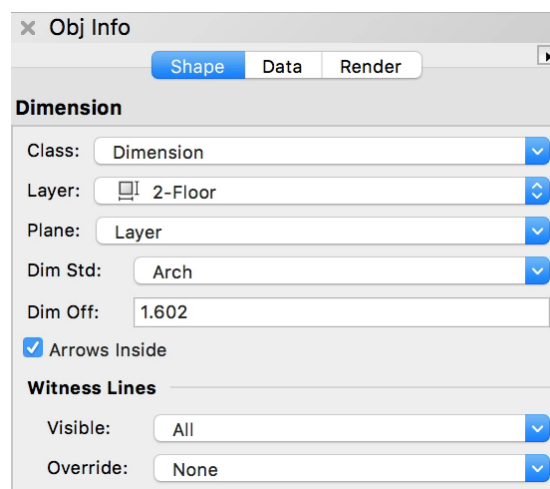 Obj Info
Shape Data Render
Dimension
Class: Dimension
Layer: 2-Floor
Plane: Layer
Dim Std: Arch
Dim Off: 1.602
Arrows Inside
Witness Lines
Visible: All
Override: None